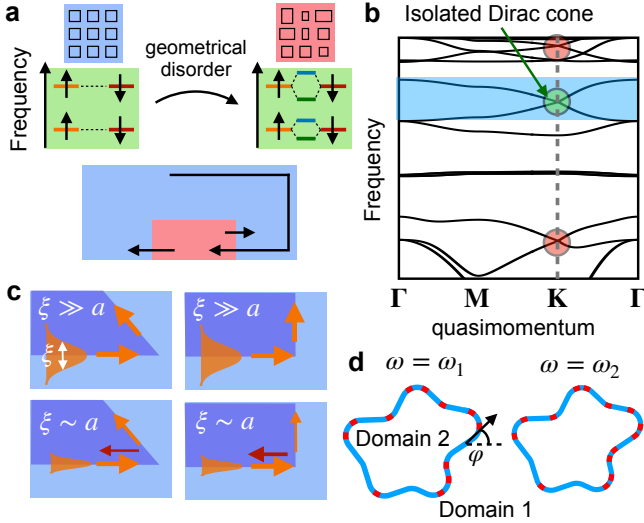 a
geometrical
disorder
Frequency
b
Isolated Dirac cone
Frequency
Γ M K Γ
quasimomentum
c
ξ ≫ a
ξ
ξ ≫ a
ξ ∼ a
ξ ∼ a
d
ω = ω₁
ω = ω₂
Domain 2
φ
Domain 1